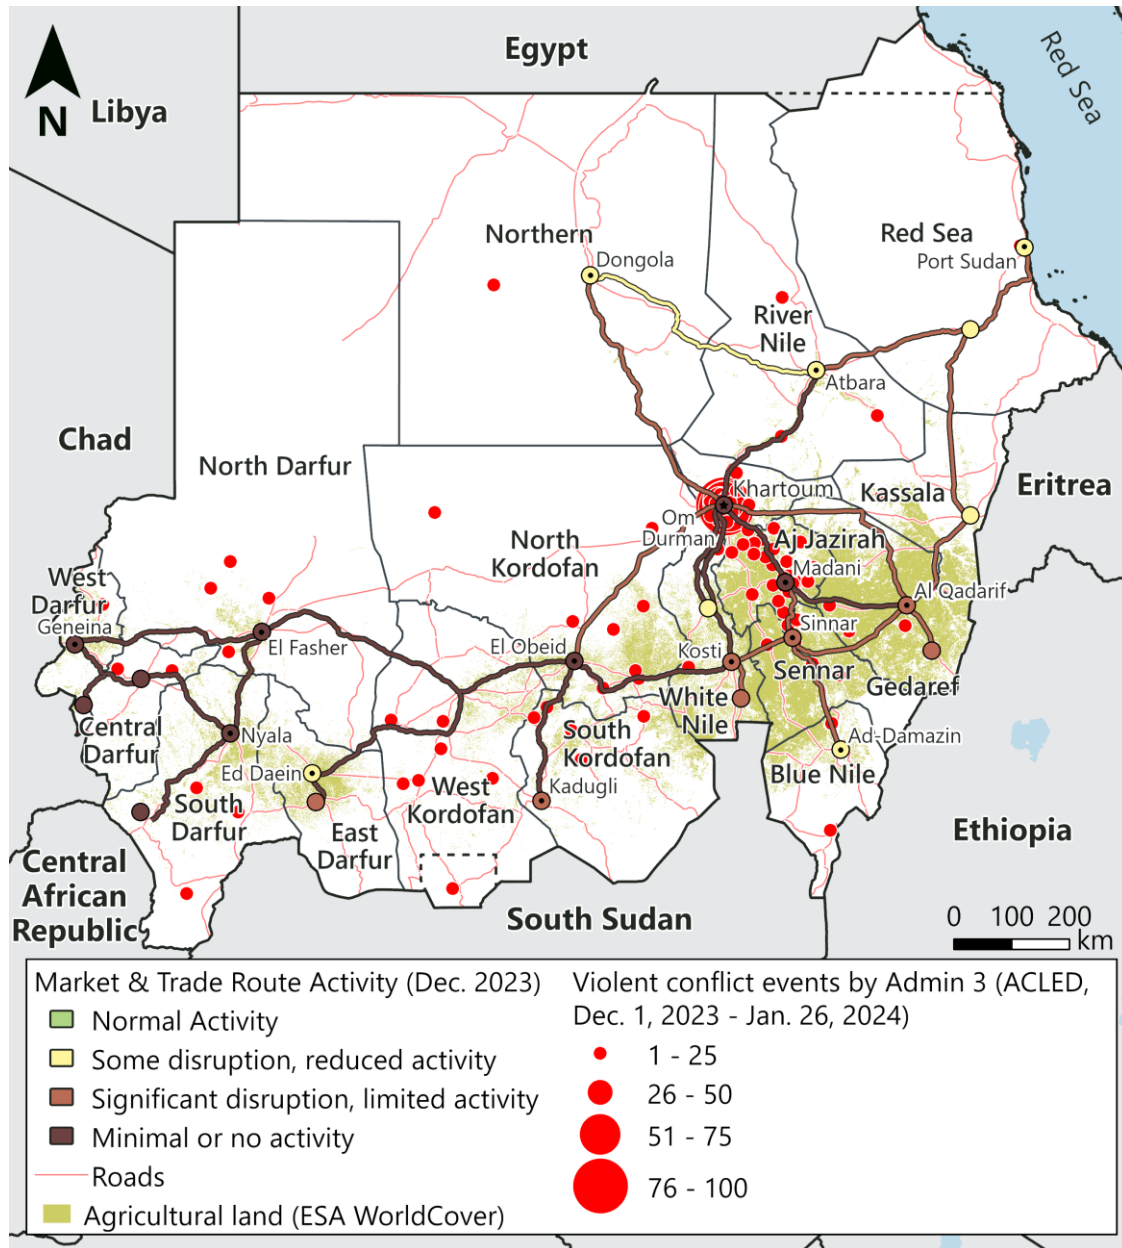 Egypt
Red Sea
Libya
N
Northern
Dongola
Red Sea
Port Sudan
River
Nile
Atbara
Chad
North Darfur
Khartoum
Kassala
Eritrea
Om
Durman
Aj Jazirah
North
Kordofan
Madani
West
Darfur
Geneina
El Fasher
El Obeid
Kosti
Sinnar
Al Qadarif
Sennar
Gedaref
White
Nile
Central
Darfur
Nyala
South
Kordofan
Ad-Damazin
Ed Daein
Blue Nile
South
Darfur
West
Kordofan
Kadugli
East
Darfur
Ethiopia
Central
African
Republic
South Sudan
0 100 200
km
Market & Trade Route Activity (Dec. 2023)
Normal Activity
Some disruption, reduced activity
Significant disruption, limited activity
Minimal or no activity
Roads
Agricultural land (ESA WorldCover)
Violent conflict events by Admin 3 (ACLED,
Dec. 1, 2023 - Jan. 26, 2024)
1 - 25
26 - 50
51 - 75
76 - 100